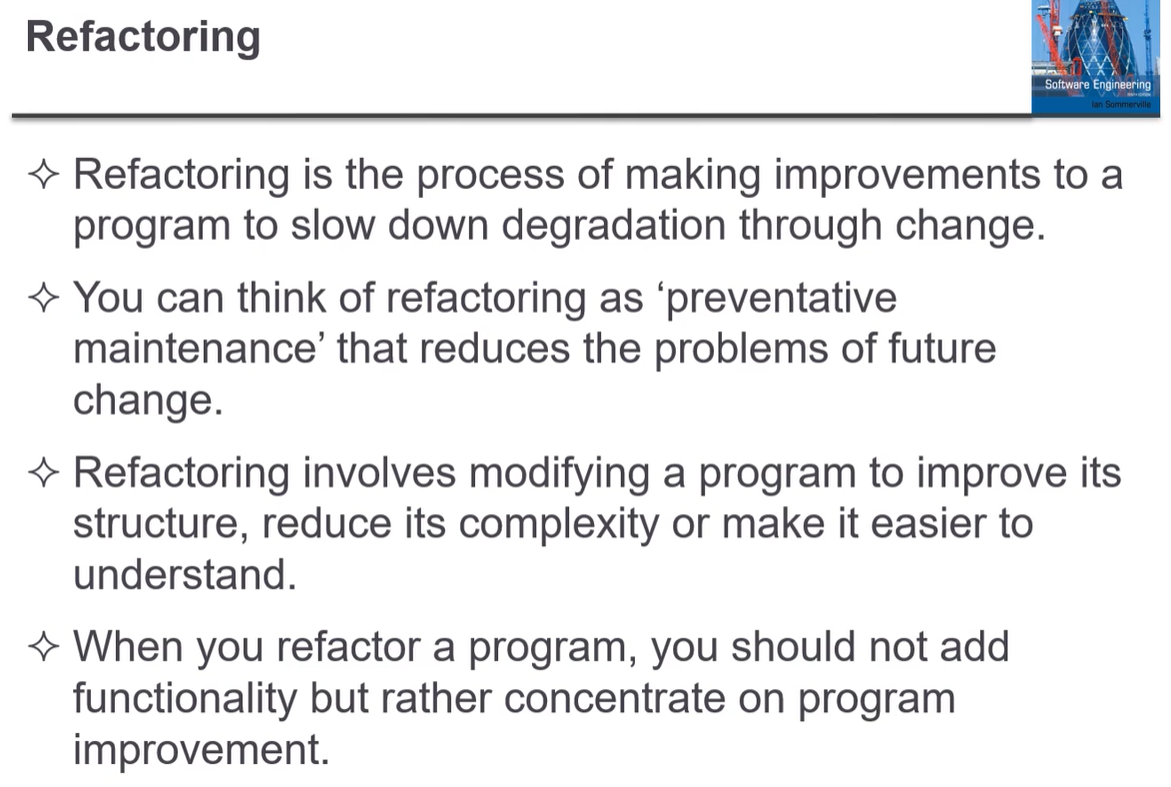 Refactoring
Software Engineering
Ian Sommerville
✧ Refactoring is the process of making improvements to a
program to slow down degradation through change.
✧ You can think of refactoring as ‘preventative
maintenance’ that reduces the problems of future
change.
✧ Refactoring involves modifying a program to improve its
structure, reduce its complexity or make it easier to
understand.
✧ When you refactor a program, you should not add
functionality but rather concentrate on program
improvement.